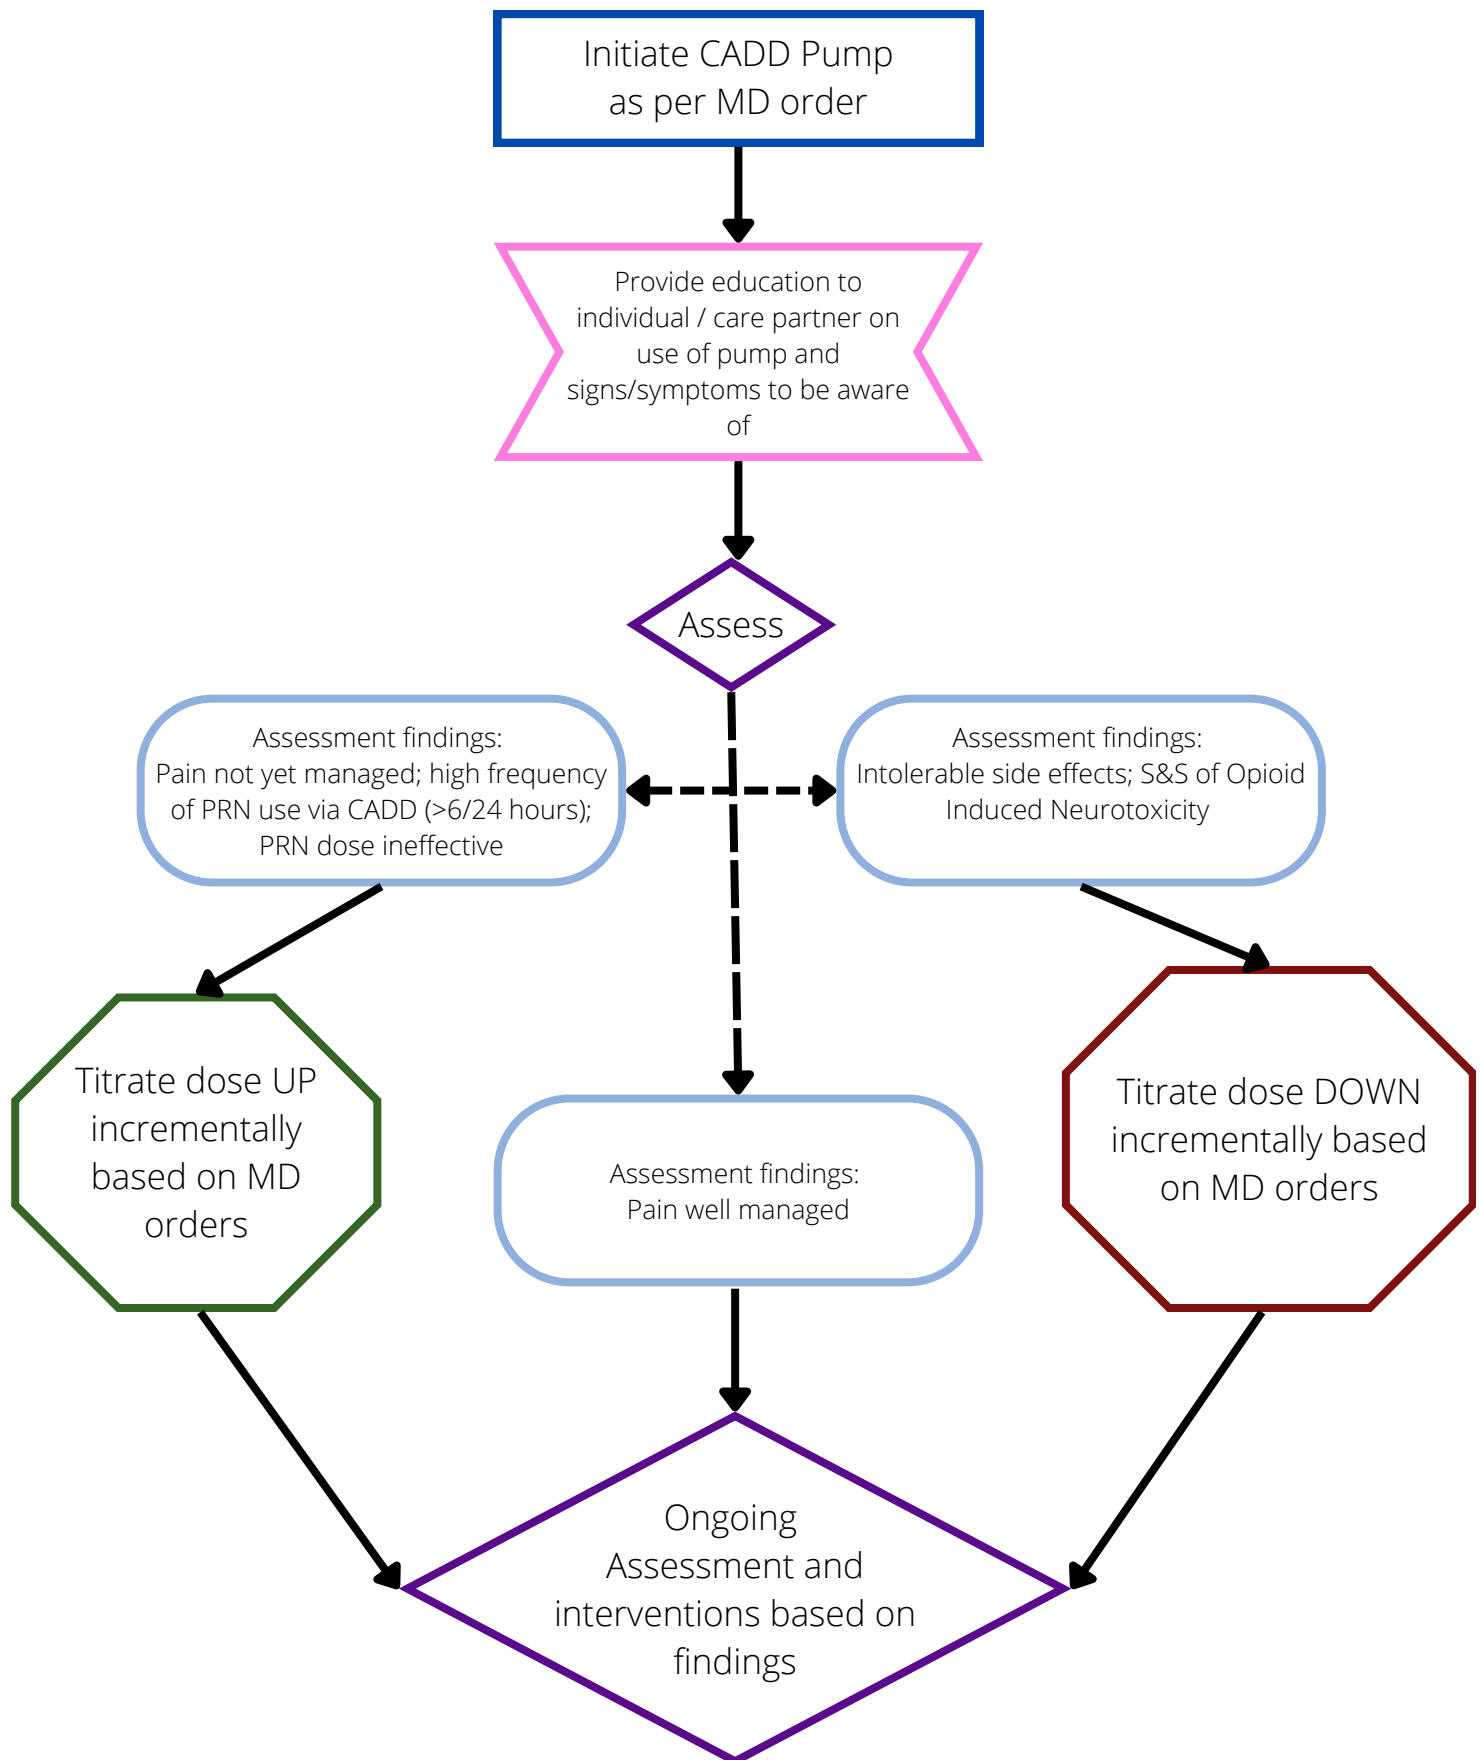 Initiate CADD Pump
as per MD order
Provide education to
individual / care partner on
use of pump and
signs/symptoms to be aware
of
Assess
Assessment findings:
Pain not yet managed; high frequency
of PRN use via CADD (>6/24 hours);
PRN dose ineffective
Assessment findings:
Intolerable side effects; S&S of Opioid
Induced Neurotoxicity
Titrate dose UP
incrementally
based on MD
orders
Assessment findings:
Pain well managed
Titrate dose DOWN
incrementally based
on MD orders
Ongoing
Assessment and
interventions based on
findings